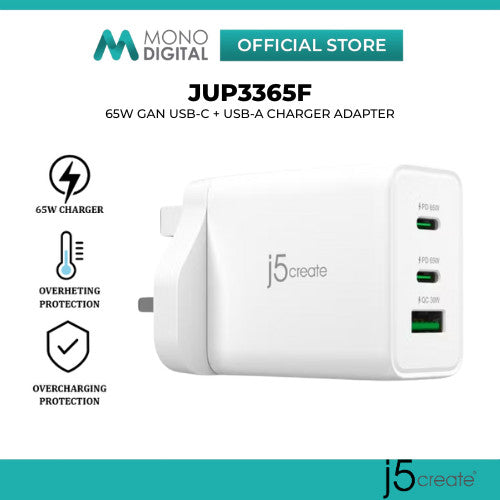 MONO
DIGITAL
OFFICIAL STORE
JUP3365F
65W GAN USB-C + USB-A CHARGER ADAPTER
65W CHARGER
OVERHETING
PROTECTION
OVERCHARGING
PROTECTION
j5create
PD 65W
PD 65W
QC 30W
j5create®